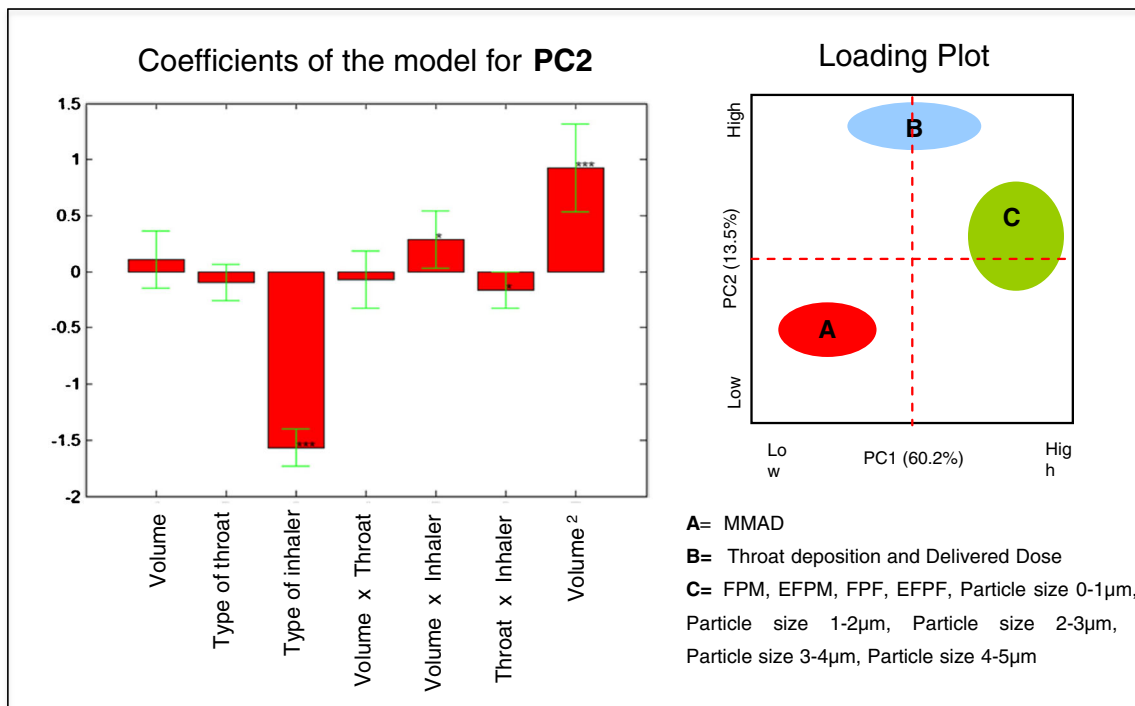 Coefficients of the model for PC2
1.5
1
0.5
0
-0.5
-1
-1.5
-2
***
*
*
***
Volume
Type of throat
Type of inhaler
Volume x Throat
Volume x Inhaler
Throat x Inhaler
Volume ²
Loading Plot
High
PC2 (13.5%)
Low
B
C
A
Lo
w
PC1 (60.2%)
Hig
h
A= MMAD
B= Throat deposition and Delivered Dose
C= FPM, EFPM, FPF, EFPF, Particle size 0-1µm,
Particle size 1-2µm, Particle size 2-3µm,
Particle size 3-4µm, Particle size 4-5µm